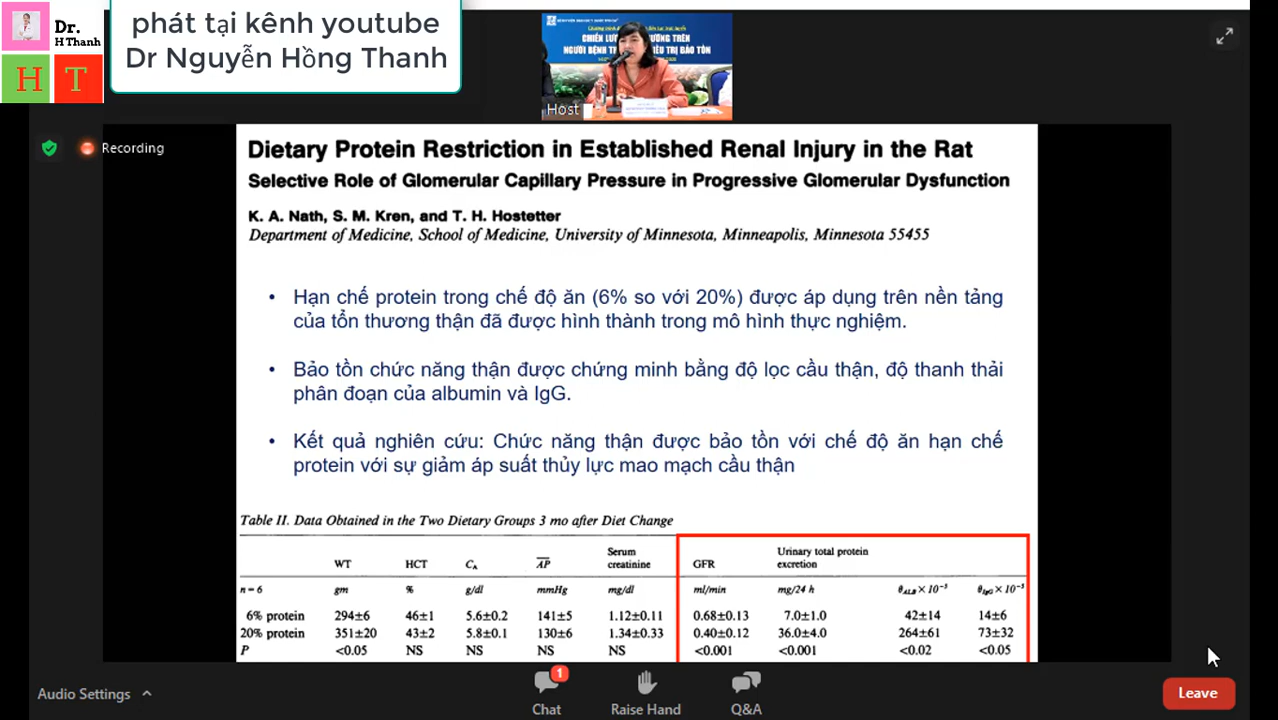 Dr.
H Thanh
H T
phát tại kênh youtube
Dr Nguyễn Hồng Thanh
NGƯỜI BỆNH
Host
Recording
Dietary Protein Restriction in Established Renal Injury in the Rat
Selective Role of Glomerular Capillary Pressure in Progressive Glomerular Dysfunction
K. A. Nath, S. M. Kren, and T. H. Hostetter
Department of Medicine, School of Medicine, University of Minnesota, Minneapolis, Minnesota 55455
• Hạn chế protein trong chế độ ăn (6% so với 20%) được áp dụng trên nền tảng
của tổn thương thận đã được hình thành trong mô hình thực nghiệm.
• Bảo tồn chức năng thận được chứng minh bằng độ lọc cầu thận, độ thanh thải
phân đoạn của albumin và IgG.
• Kết quả nghiên cứu: Chức năng thận được bảo tồn với chế độ ăn hạn chế
protein với sự giảm áp suất thủy lực mao mạch cầu thận
Table II. Data Obtained in the Two Dietary Groups 3 mo after Diet Change
WT HCT C_A AP Serum creatinine GFR Urinary total protein excretion
n = 6 gm % g/dl mmHg mg/dl ml/min mg/24 h θ_ALB × 10⁻⁵ θ_IgG × 10⁻⁵
6% protein 294±6 46±1 5.6±0.2 141±5 1.12±0.11 0.68±0.13 7.0±1.0 42±14 14±6
20% protein 351±20 43±2 5.8±0.1 130±6 1.34±0.33 0.40±0.12 36.0±4.0 264±61 73±32
P <0.05 NS NS NS NS <0.001 <0.001 <0.02 <0.05
Audio Settings
1
Chat
Raise Hand
Q&A
Leave